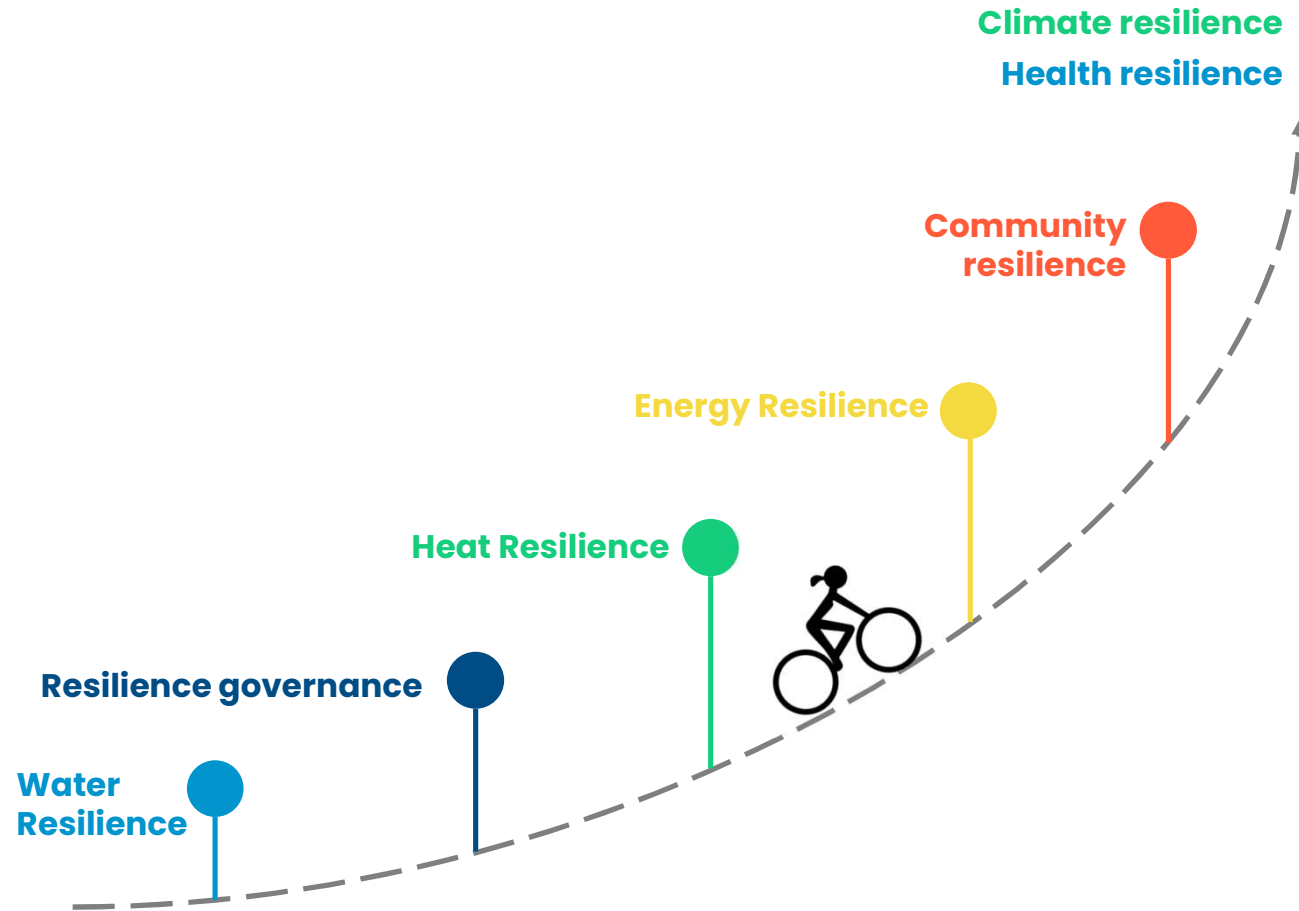 Climate resilience
Health resilience
Community
resilience
Energy Resilience
Heat Resilience
Resilience governance
Water
Resilience